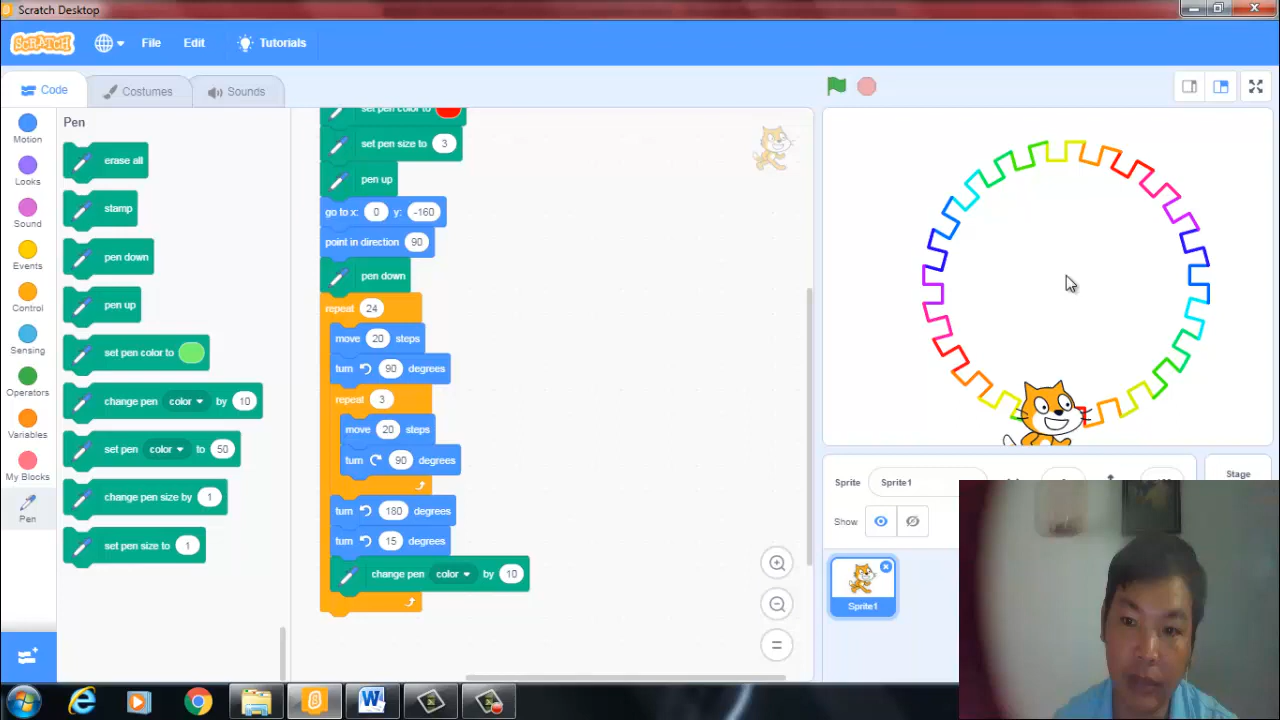 Scratch Desktop
SCRATCH
File
Edit
Tutorials
Code
Costumes
Sounds
Motion
Looks
Sound
Events
Control
Sensing
Operators
Variables
My Blocks
Pen
Pen
erase all
stamp
pen down
pen up
set pen color to
change pen color by 10
set pen color to 50
change pen size by 1
set pen size to 1
set pen color to
set pen size to 3
pen up
go to x: 0 y: -160
point in direction 90
pen down
repeat 24
move 20 steps
turn 90 degrees
repeat 3
move 20 steps
turn 90 degrees
turn 180 degrees
turn 15 degrees
change pen color by 10
Sprite
Sprite1
Show
Sprite1
Stage